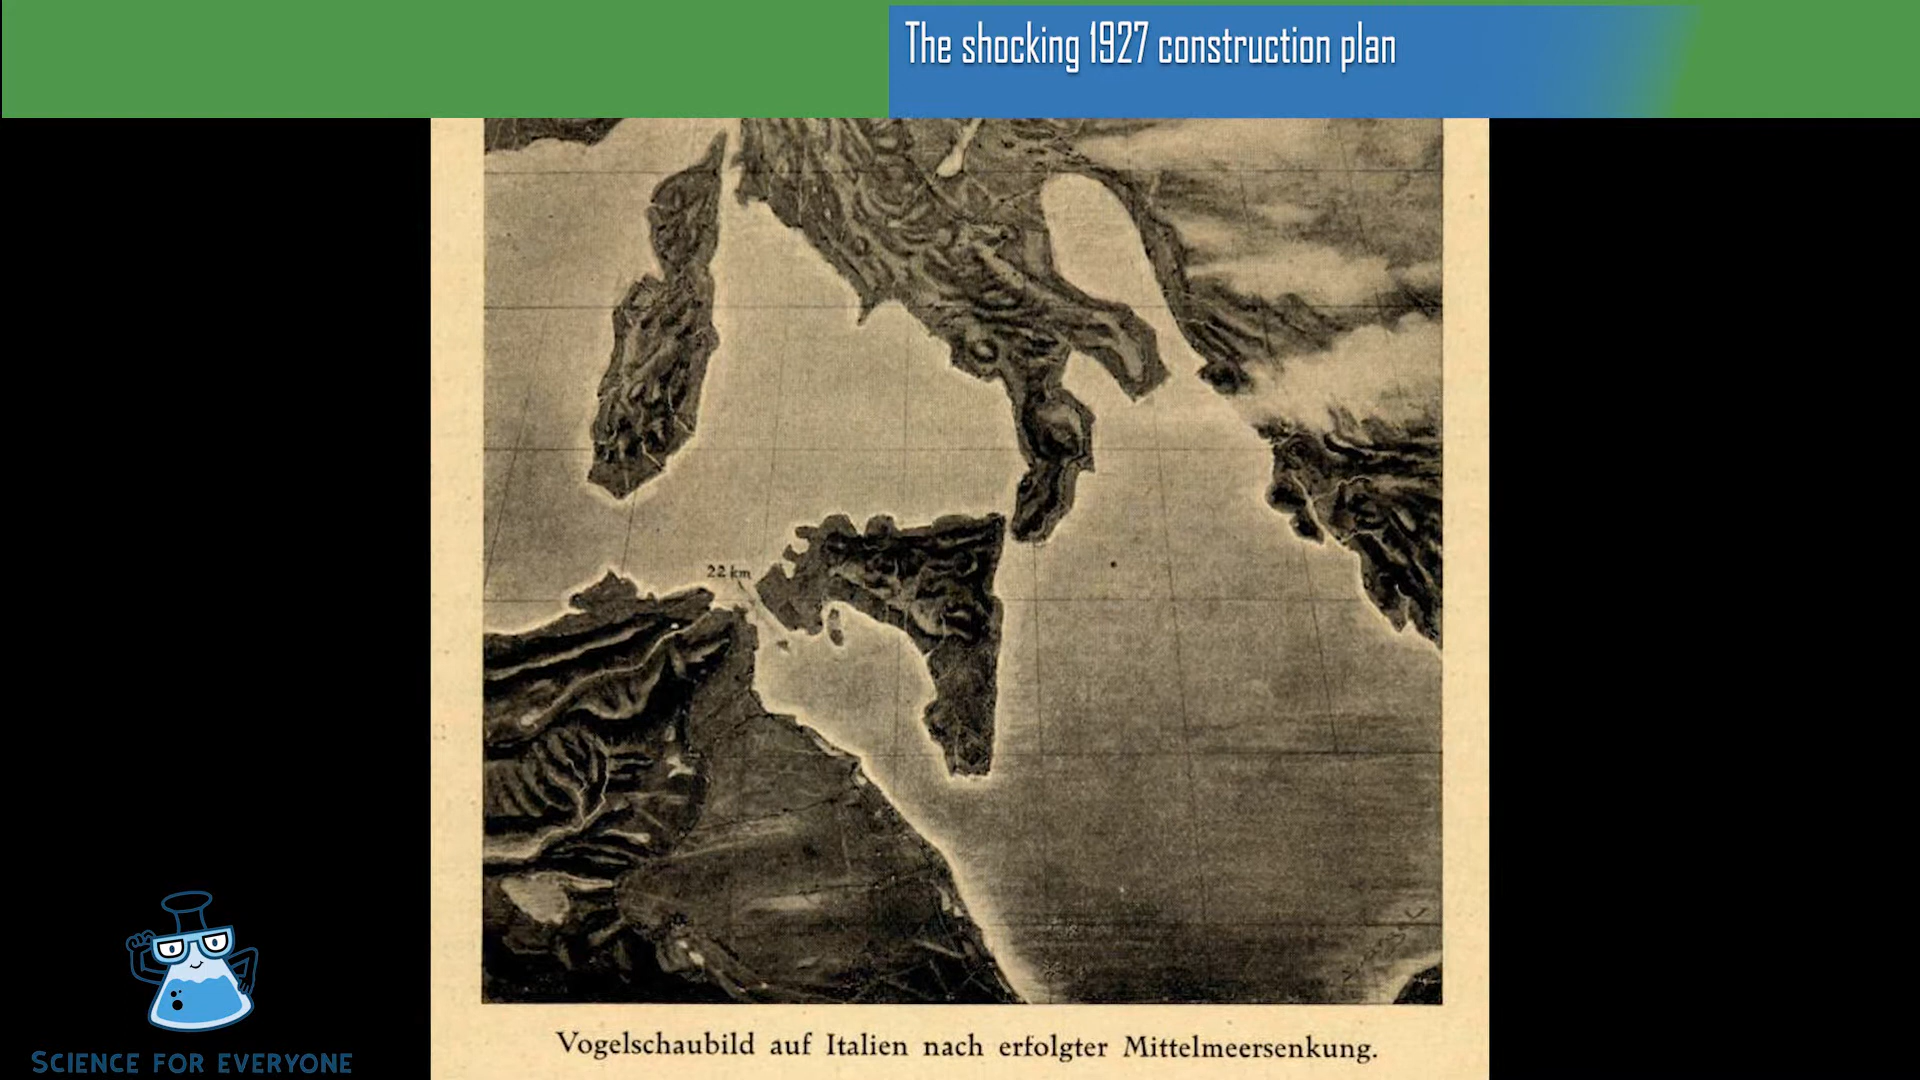 The shocking 1927 construction plan
22 km
Vogelschaubild auf Italien nach erfolgter Mittelmeersenkung.
SCIENCE FOR EVERYONE